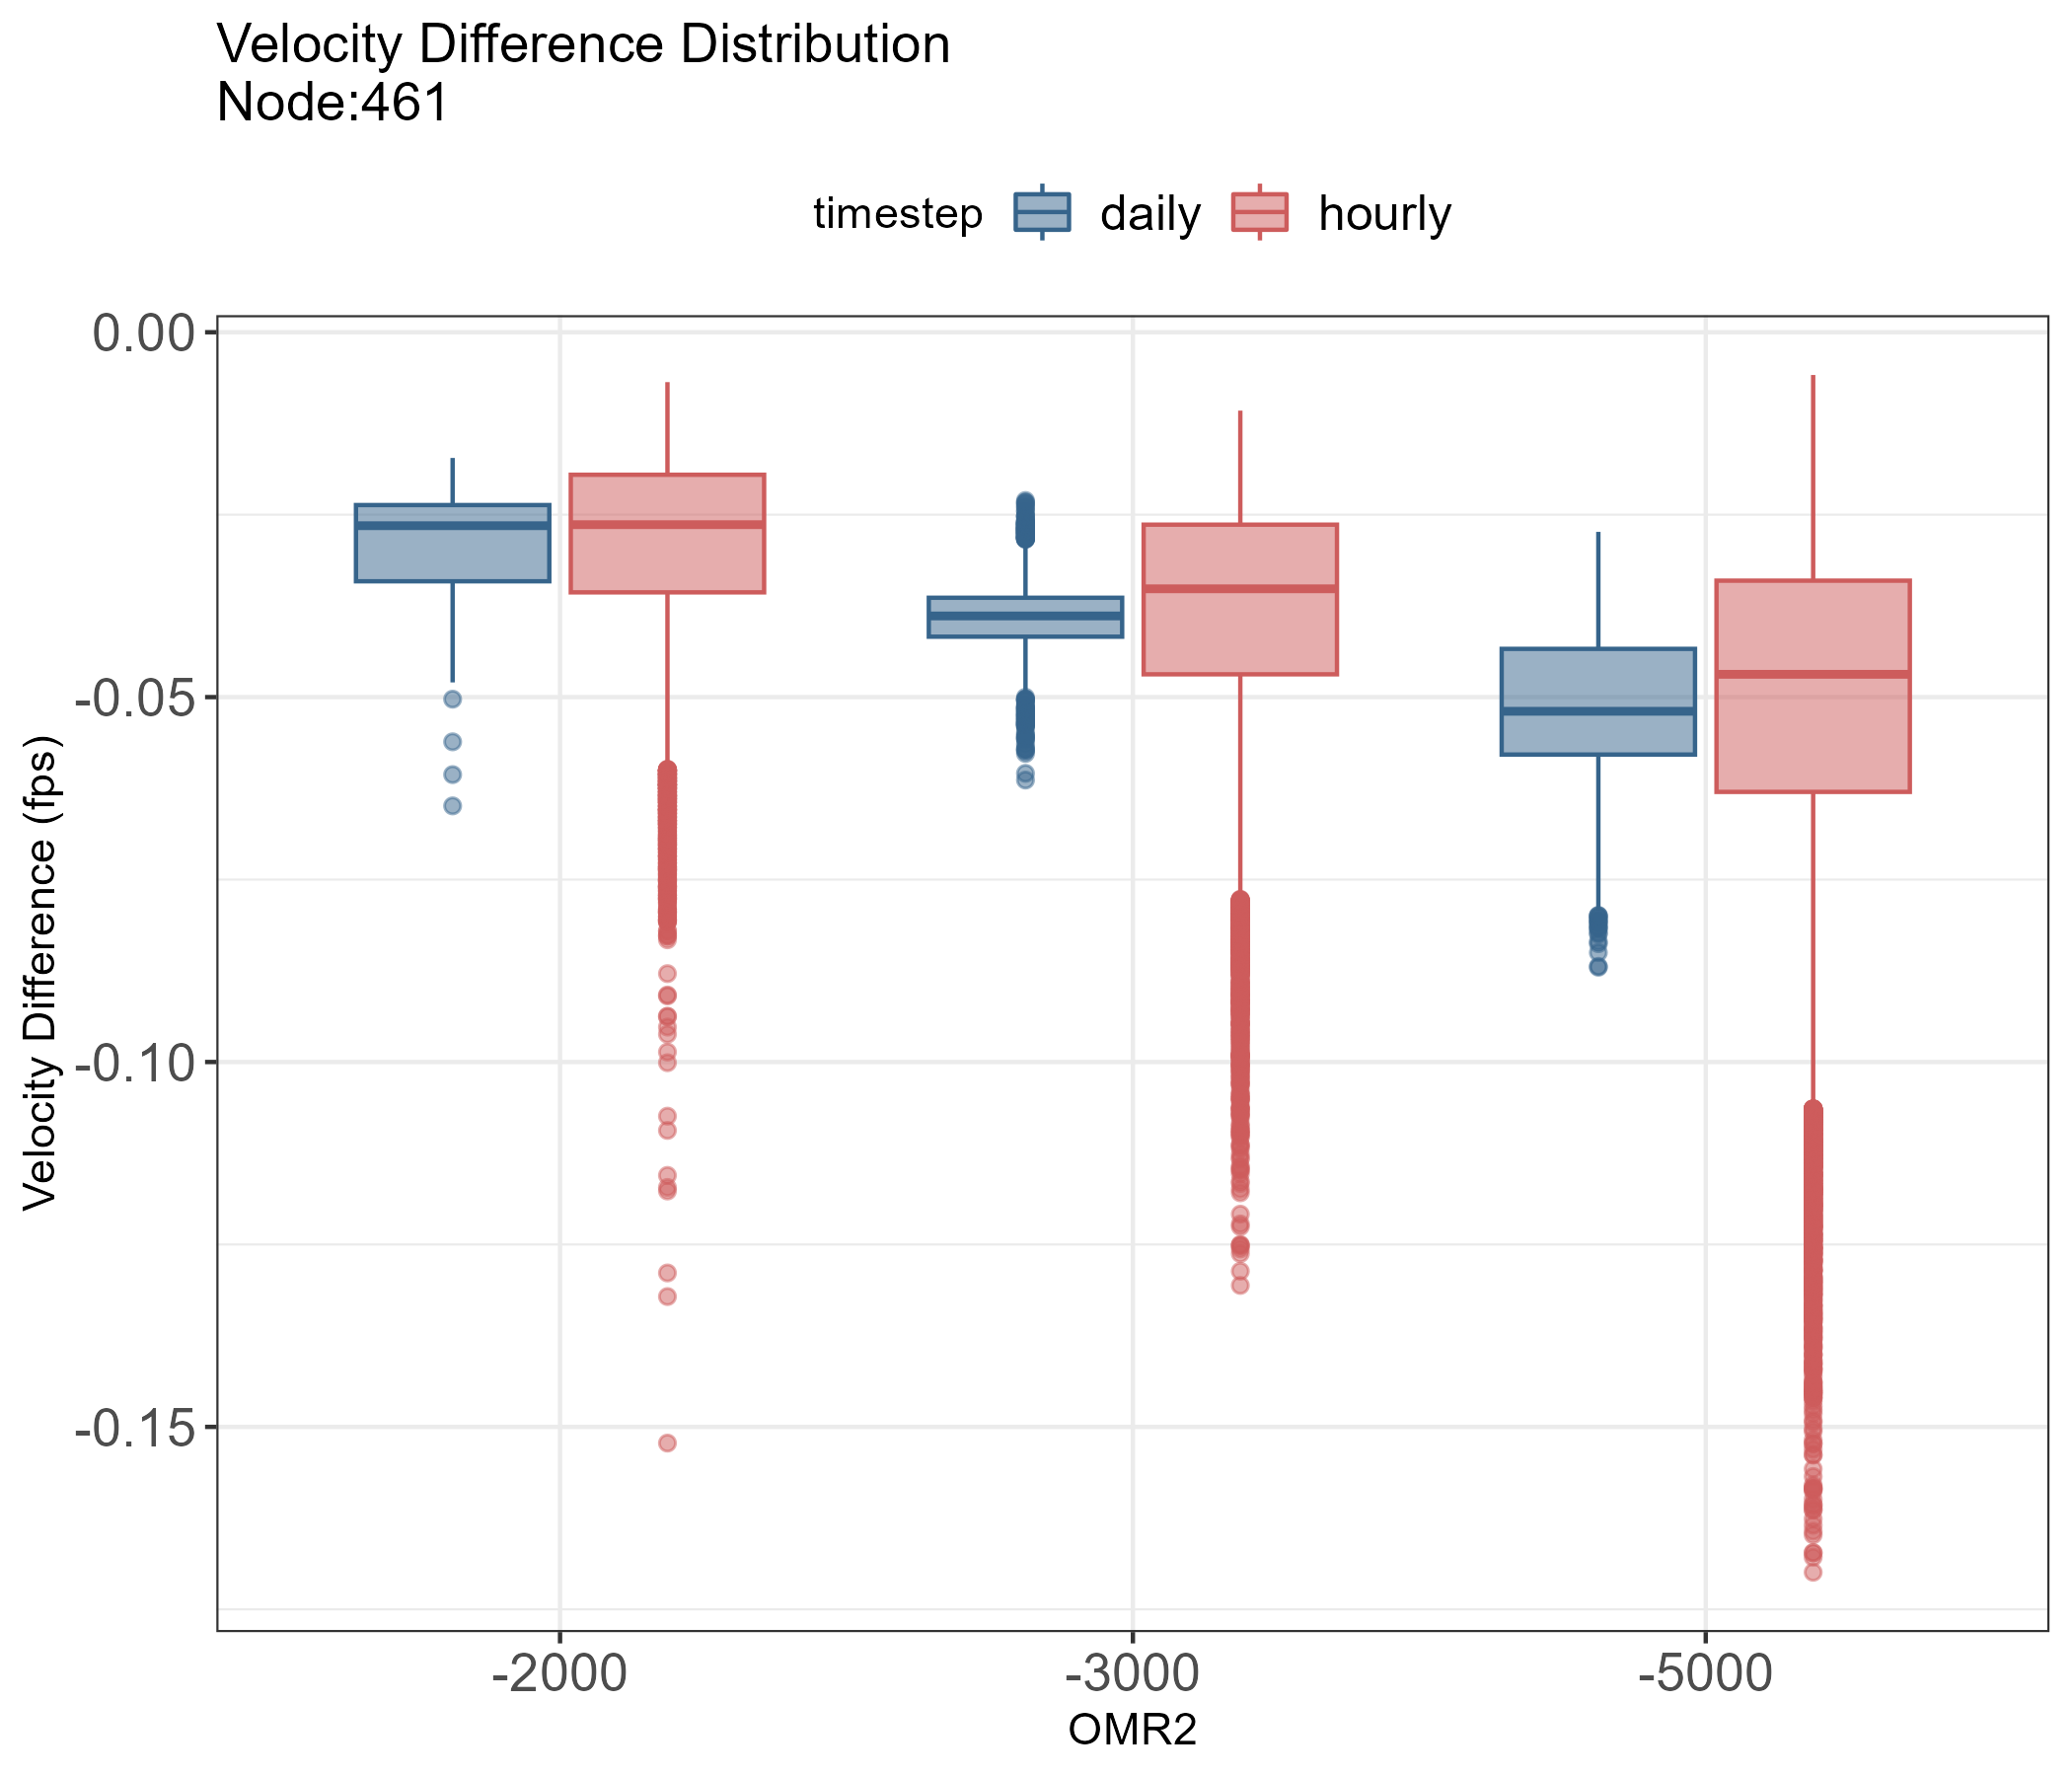 Velocity Difference Distribution
Node:461
timestep daily hourly
0.00
-0.05
-0.10
-0.15
Velocity Difference (fps)
-2000 -3000 -5000
OMR2